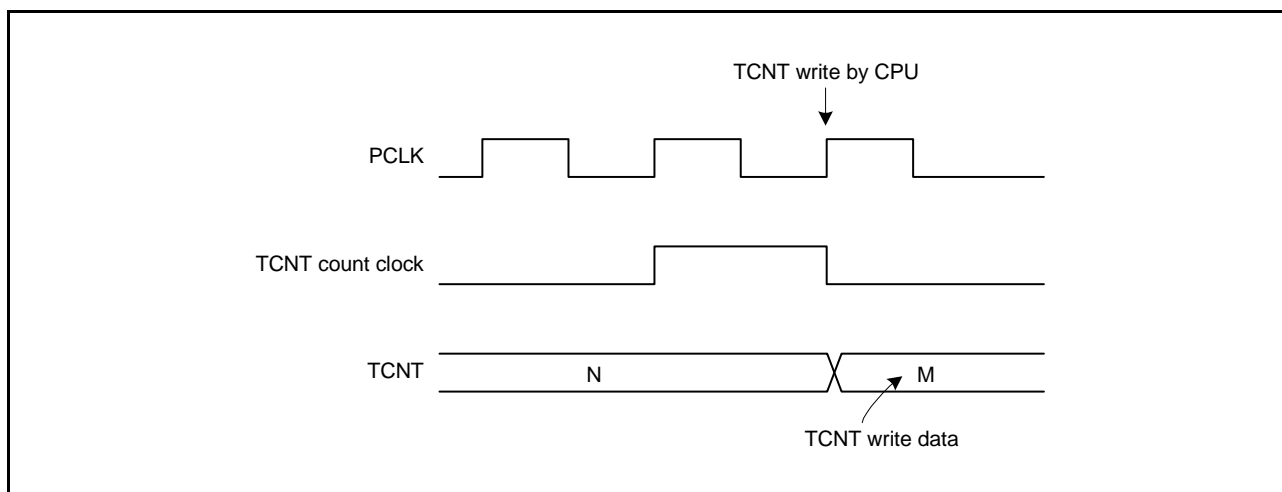 TCNT write by CPU
PCLK
TCNT count clock
TCNT
N
M
TCNT write data